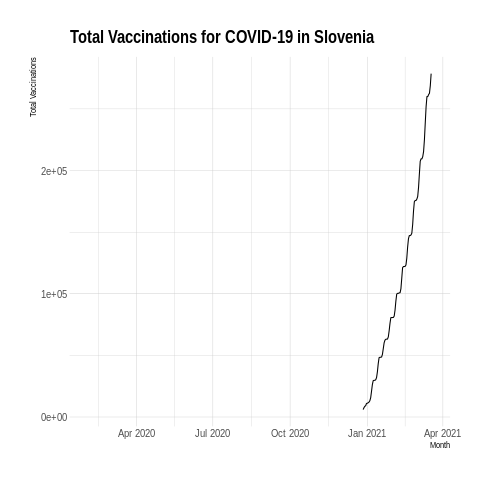 Total Vaccinations for COVID-19 in Slovenia
Total Vaccinations
2e+05
1e+05
0e+00
Apr 2020 Jul 2020 Oct 2020 Jan 2021 Apr 2021
Month